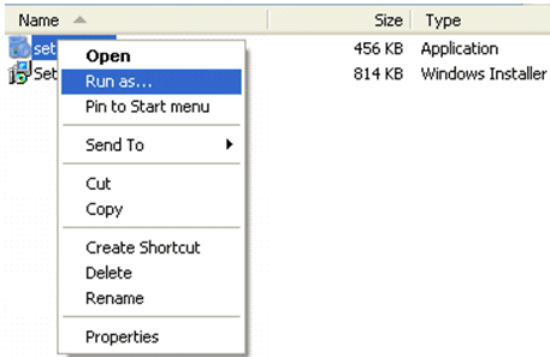 Name Size Type
set 456 KB Application
Set 814 KB Windows Installer
Open
Run as...
Pin to Start menu
Send To
Cut
Copy
Create Shortcut
Delete
Rename
Properties